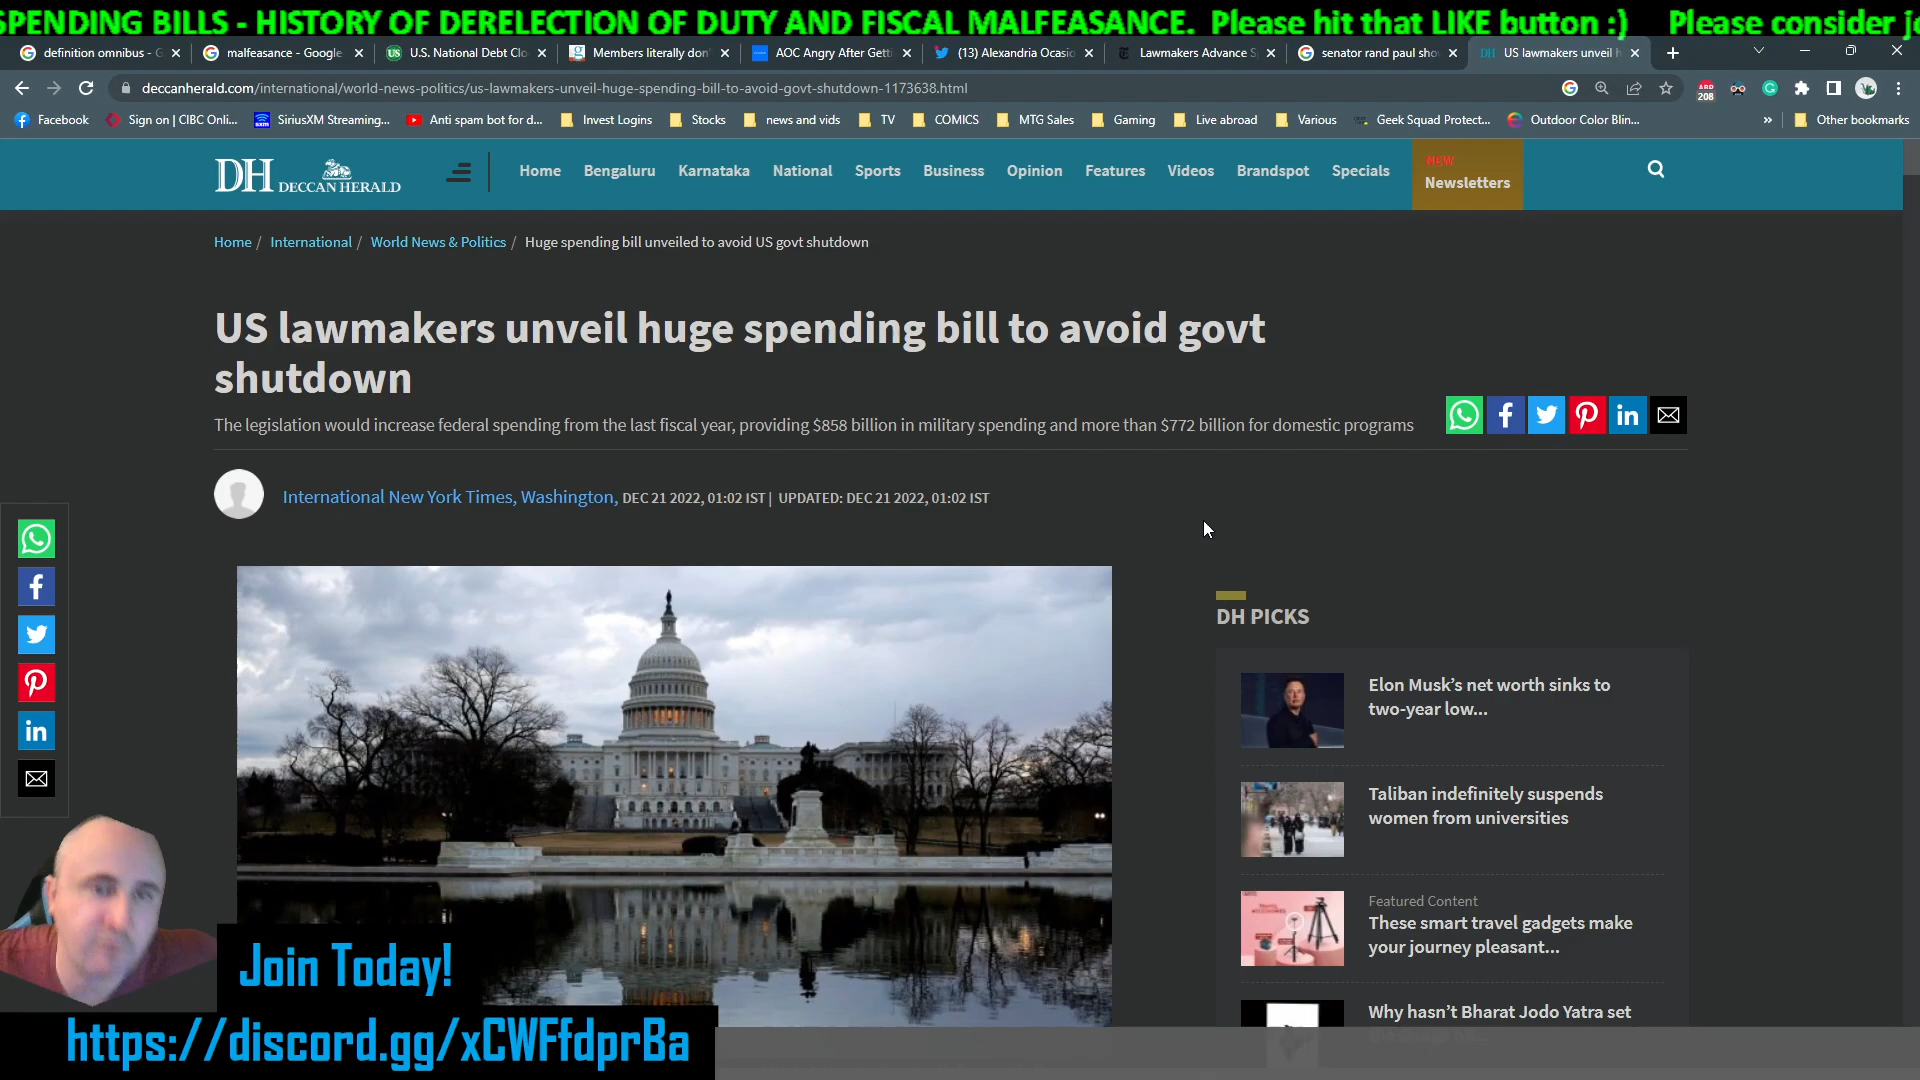 SPENDING BILLS - HISTORY OF DERELECTION OF DUTY AND FISCAL MALFEASANCE. Please hit that LIKE button :) Please consider jo
definition omnibus - G
malfeasance - Google
U.S. National Debt Clo
Members literally don'
AOC Angry After Getti
(13) Alexandria Ocasio
Lawmakers Advance S
senator rand paul sho
US lawmakers unveil h
deccanherald.com/international/world-news-politics/us-lawmakers-unveil-huge-spending-bill-to-avoid-govt-shutdown-1173638.html
208
Facebook
Sign on | CIBC Onli...
SiriusXM Streaming...
Anti spam bot for d...
Invest Logins
Stocks
news and vids
TV
COMICS
MTG Sales
Gaming
Live abroad
Various
Geek Squad Protect...
Outdoor Color Blin...
»
Other bookmarks
DH DECCAN HERALD
Home
Bengaluru
Karnataka
National
Sports
Business
Opinion
Features
Videos
Brandspot
Specials
NEW
Newsletters
Home / International / World News & Politics / Huge spending bill unveiled to avoid US govt shutdown
US lawmakers unveil huge spending bill to avoid govt
shutdown
The legislation would increase federal spending from the last fiscal year, providing $858 billion in military spending and more than $772 billion for domestic programs
International New York Times, Washington, DEC 21 2022, 01:02 IST | UPDATED: DEC 21 2022, 01:02 IST
DH PICKS
Elon Musk's net worth sinks to
two-year low...
Taliban indefinitely suspends
women from universities
Featured Content
These smart travel gadgets make
your journey pleasant...
Why hasn't Bharat Jodo Yatra set
Join Today!
https://discord.gg/xCWFfdprBa